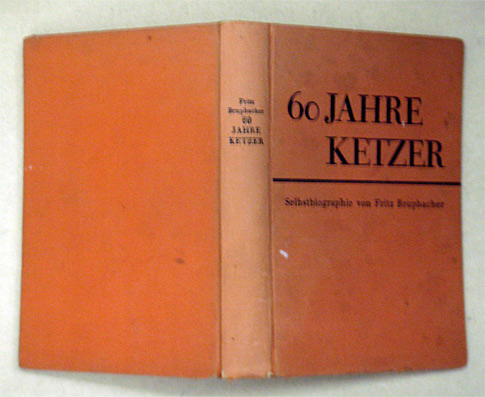 Fritz
Brupbacher
60
JAHRE
KETZER
60 JAHRE
KETZER
Selbstbiographie von Fritz Brupbacher